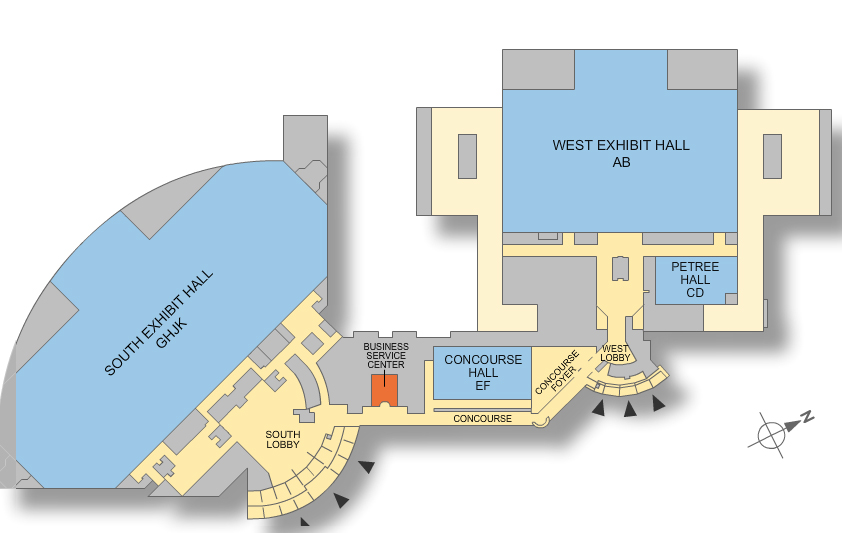 WEST EXHIBIT HALL
AB
PETREE
HALL
CD
SOUTH EXHIBIT HALL
GHJK
BUSINESS
SERVICE
CENTER
CONCOURSE
HALL
EF
CONCOURSE
FOYER
WEST
LOBBY
CONCOURSE
SOUTH
LOBBY
N